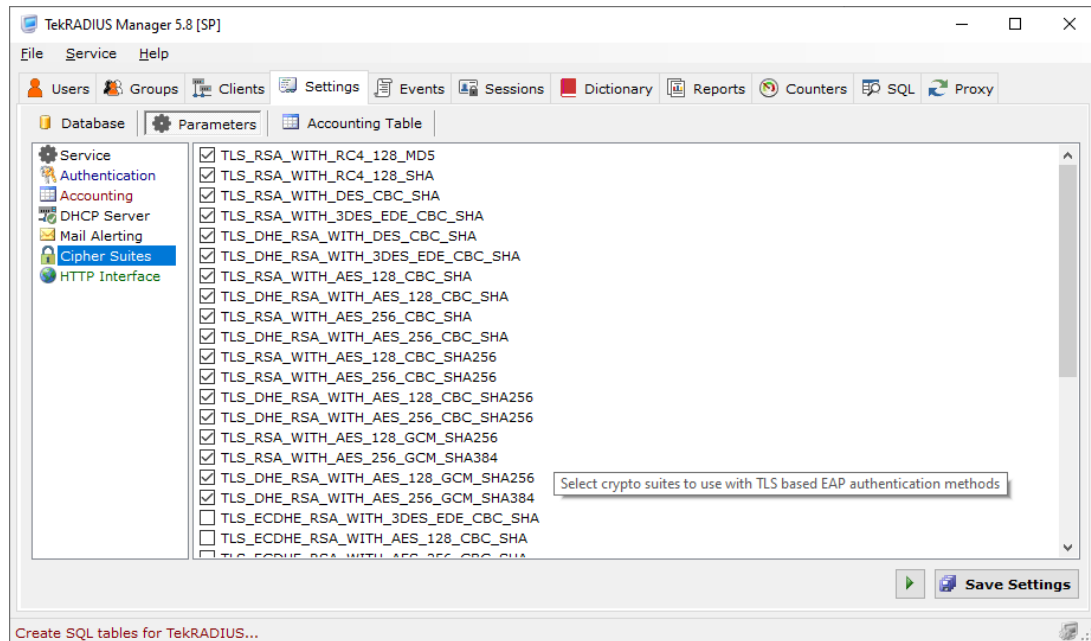 TekRADIUS Manager 5.8 [SP]
File Service Help
Users Groups Clients Settings Events Sessions Dictionary Reports Counters SQL Proxy
Database Parameters Accounting Table
Service
Authentication
Accounting
DHCP Server
Mail Alerting
Cipher Suites
HTTP Interface
TLS_RSA_WITH_RC4_128_MD5
TLS_RSA_WITH_RC4_128_SHA
TLS_RSA_WITH_DES_CBC_SHA
TLS_RSA_WITH_3DES_EDE_CBC_SHA
TLS_DHE_RSA_WITH_DES_CBC_SHA
TLS_DHE_RSA_WITH_3DES_EDE_CBC_SHA
TLS_RSA_WITH_AES_128_CBC_SHA
TLS_DHE_RSA_WITH_AES_128_CBC_SHA
TLS_RSA_WITH_AES_256_CBC_SHA
TLS_DHE_RSA_WITH_AES_256_CBC_SHA
TLS_RSA_WITH_AES_128_CBC_SHA256
TLS_RSA_WITH_AES_256_CBC_SHA256
TLS_DHE_RSA_WITH_AES_128_CBC_SHA256
TLS_DHE_RSA_WITH_AES_256_CBC_SHA256
TLS_RSA_WITH_AES_128_GCM_SHA256
TLS_RSA_WITH_AES_256_GCM_SHA384
TLS_DHE_RSA_WITH_AES_128_GCM_SHA256
Select crypto suites to use with TLS based EAP authentication methods
TLS_DHE_RSA_WITH_AES_256_GCM_SHA384
TLS_ECDHE_RSA_WITH_3DES_EDE_CBC_SHA
TLS_ECDHE_RSA_WITH_AES_128_CBC_SHA
TLS_ECDHE_RSA_WITH_AES_256_CBC_SHA
Save Settings
Create SQL tables for TekRADIUS...